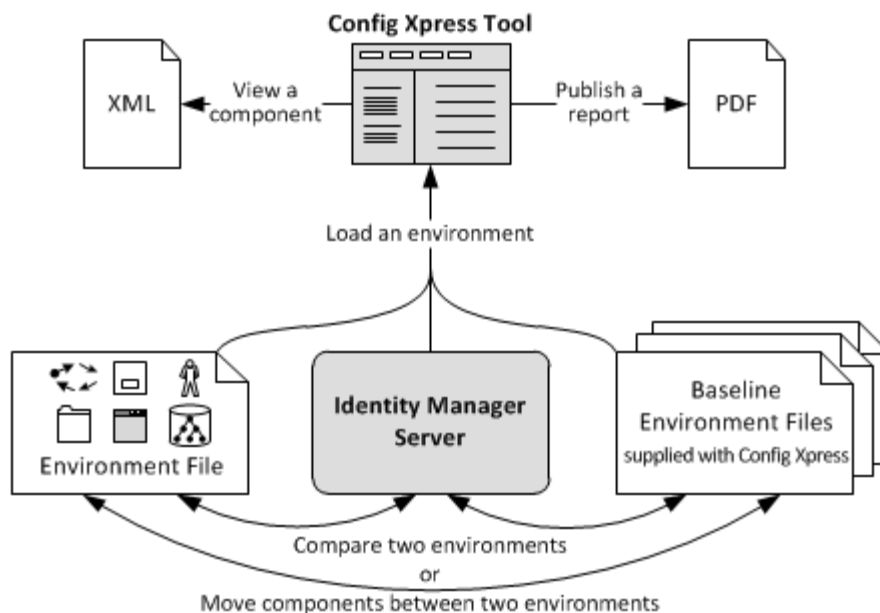 Config Xpress Tool
XML
View a
component
Publish a
report
PDF
Load an environment
Environment File
Identity Manager
Server
Baseline
Environment Files
supplied with Config Xpress
Compare two environments
or
Move components between two environments